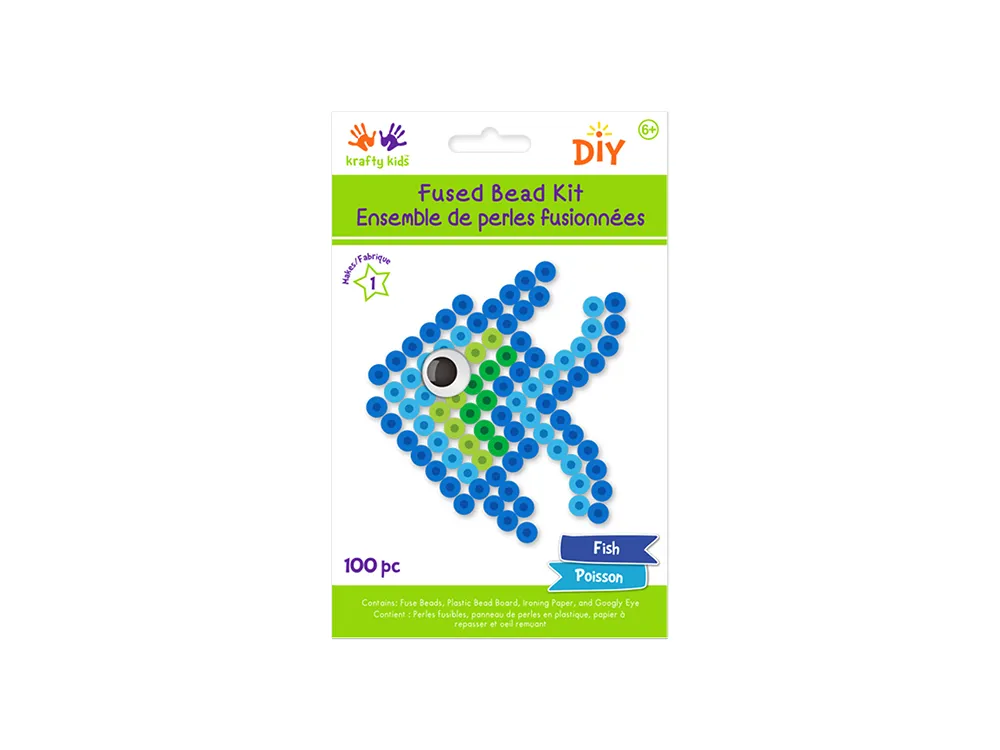 krafty kids™
DiY
6+
Fused Bead Kit
Ensemble de perles fusionnées
Makes/Fabrique
1
100 pc
Fish
Poisson
Contains: Fuse Beads, Plastic Bead Board, Ironing Paper, and Googly Eye
Contient : Perles fusibles, panneau de perles en plastique, papier à
repasser et oeil remuant